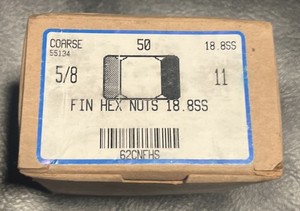 COARSE 50 18.8SS
55134
5/8 11
FIN HEX NUTS 18.8SS
62CNFHS